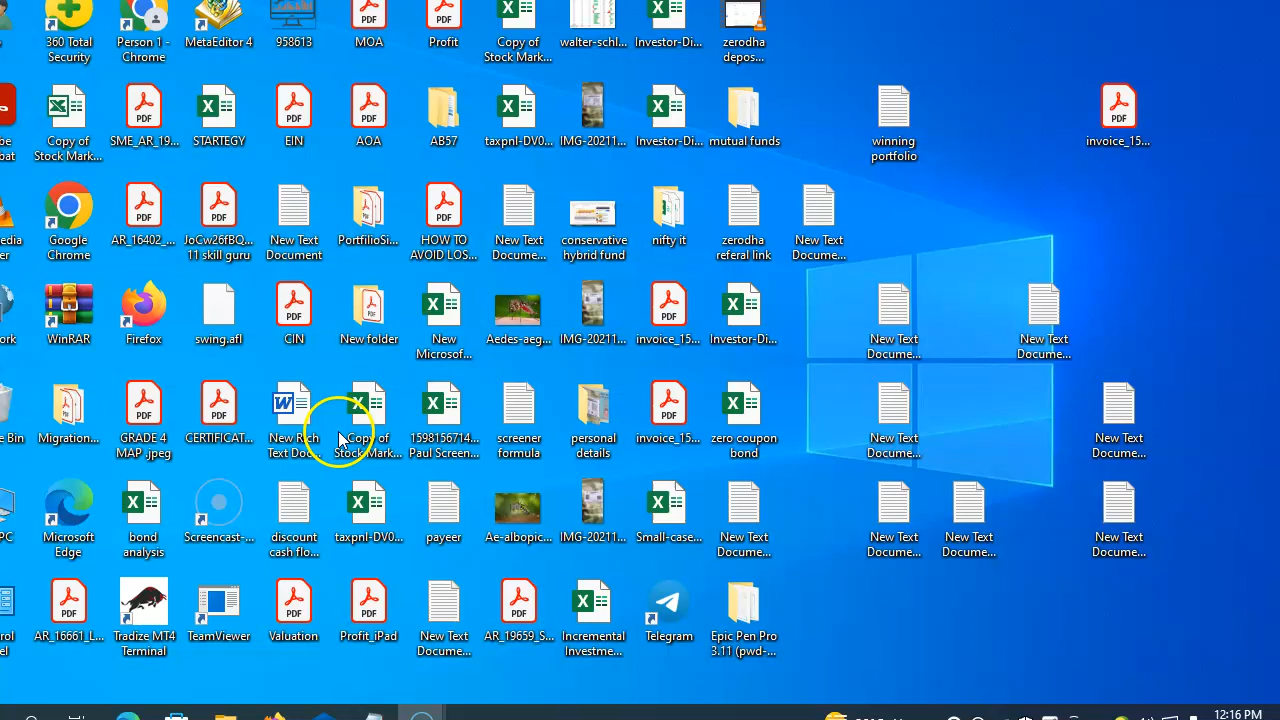 360 Total
Security
Person 1 -
Chrome
MetaEditor 4
958613
MOA
Profit
Copy of
Stock Mark...
walter-schl...
Investor-Di...
zerodha
depos...
Copy of
Stock Mark...
SME_AR_19...
STARTEGY
EIN
AOA
AB57
taxpnl-DV0...
IMG-20211...
Investor-Di...
mutual funds
winning
portfolio
invoice_15...
Google
Chrome
AR_16402_...
JoCw26fBQ...
11 skill guru
New Text
Document
PortfilioSi...
HOW TO
AVOID LOS...
New Text
Docume...
conservative
hybrid fund
nifty it
zerodha
referal link
New Text
Docume...
WinRAR
Firefox
swing.afl
CIN
New folder
New
Microsof...
Aedes-aeg...
IMG-20211...
invoice_15...
Investor-Di...
New Text
Docume...
New Text
Docume...
e Bin
Migration...
GRADE 4
MAP .jpeg
CERTIFICAT...
New Rich
Text Doc...
Copy of
Stock Mark...
1598156714...
Paul Screen...
screener
formula
personal
details
invoice_15...
zero coupon
bond
New Text
Docume...
New Text
Docume...
PC
Microsoft
Edge
bond
analysis
Screencast-...
discount
cash flo...
taxpnl-DV0...
payeer
Ae-albopic...
IMG-20211...
Small-case...
New Text
Docume...
New Text
Docume...
New Text
Docume...
New Text
Docume...
AR_16661_L...
Tradize MT4
Terminal
TeamViewer
Valuation
Profit_iPad
New Text
Docume...
AR_19659_S...
Incremental
Investme...
Telegram
Epic Pen Pro
3.11 (pwd-...
12:16 PM